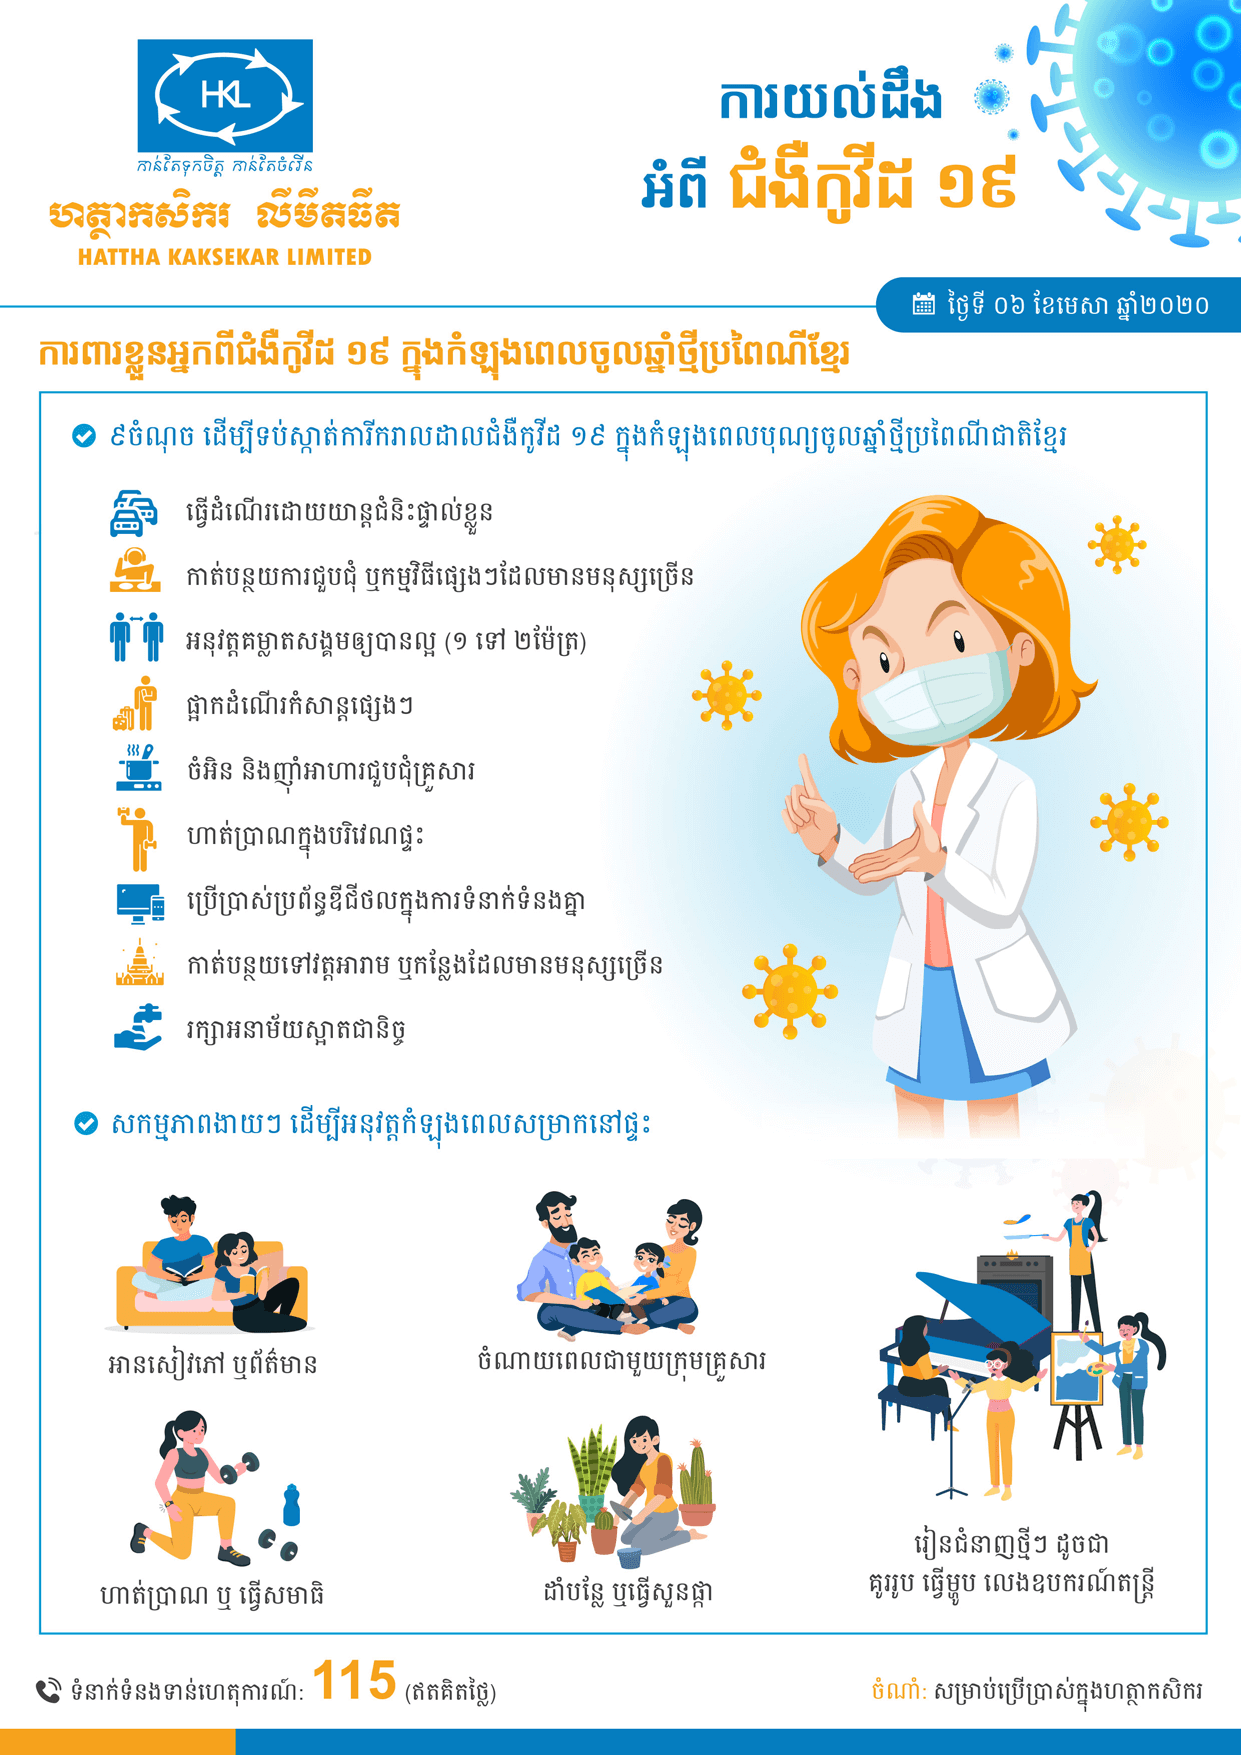 HKL
កាន់តែទុកចិត្ត កាន់តែចំរើន
ហត្ថាកសិករ លីមីតធីត
HATTHA KAKSEKAR LIMITED
ការយល់ដឹង
អំពី ជំងឺកូវីដ ១៩
ថ្ងៃទី ០៦ ខែមេសា ឆ្នាំ២០២០
ការពារខ្លួនអ្នកពីជំងឺកូវីដ ១៩ ក្នុងកំឡុងពេលចូលឆ្នាំថ្មីប្រពៃណីខ្មែរ
៩ចំណុច ដើម្បីទប់ស្កាត់ការីករាលដាលជំងឺកូវីដ ១៩ ក្នុងកំឡុងពេលបុណ្យចូលឆ្នាំថ្មីប្រពៃណីជាតិខ្មែរ
ធ្វើដំណើរដោយយាន្តជំនិះផ្ទាល់ខ្លួន
កាត់បន្ថយការជួបជុំ ឬកម្មវិធីផ្សេងៗដែលមានមនុស្សច្រើន
អនុវត្តគម្លាតសង្គមឲ្យបានល្អ (១ ទៅ ២ម៉ែត្រ)
ផ្អាកដំណើរកំសាន្តផ្សេងៗ
ចំអិន និងញ៉ាំអាហារជួបជុំគ្រួសារ
ហាត់ប្រាណក្នុងបរិវេណផ្ទះ
ប្រើប្រាស់ប្រព័ន្ធឌីជីថលក្នុងការទំនាក់ទំនងគ្នា
កាត់បន្ថយទៅវត្តអារាម ឬកន្លែងដែលមានមនុស្សច្រើន
រក្សាអនាម័យស្អាតជានិច្ច
សកម្មភាពងាយៗ ដើម្បីអនុវត្តកំឡុងពេលសម្រាកនៅផ្ទះ
អានសៀវភៅ ឬព័ត៌មាន
ចំណាយពេលជាមួយក្រុមគ្រួសារ
ហាត់ប្រាណ ឬ ធ្វើសមាធិ
ដាំបន្លែ ឬធ្វើសួនផ្កា
រៀនជំនាញថ្មីៗ ដូចជា
គូររូប ធ្វើម្ហូប លេងឧបករណ៍តន្ត្រី
ទំនាក់ទំនងទាន់ហេតុការណ៍: 115 (ឥតគិតថ្លៃ)
ចំណាំ: សម្រាប់ប្រើប្រាស់ក្នុងហត្ថាកសិករ